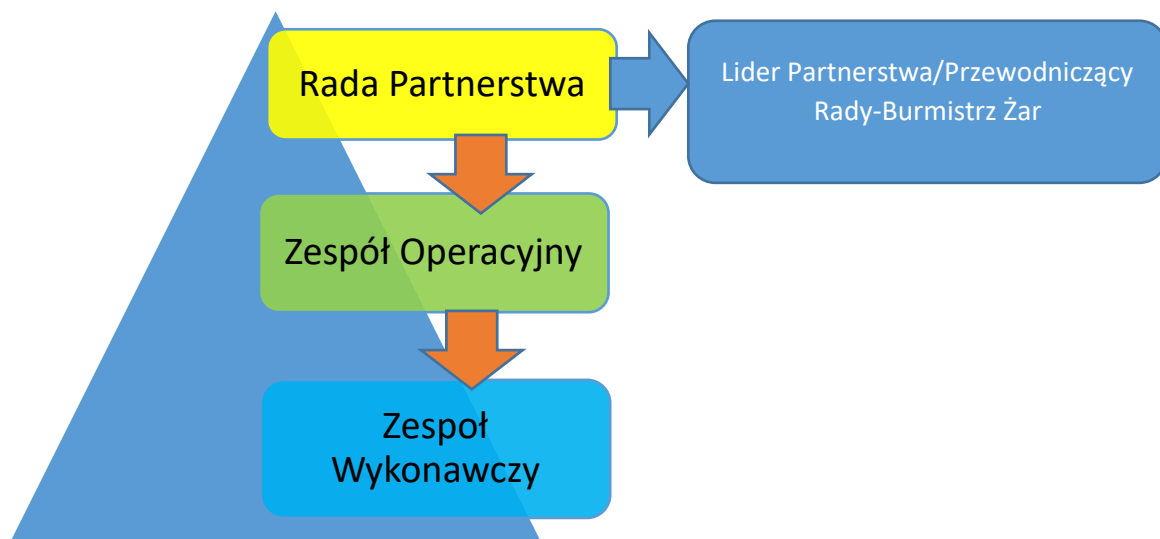 Rada Partnerstwa
Lider Partnerstwa/Przewodniczący
Rady-Burmistrz Żar
Zespół Operacyjny
Zespoł
Wykonawczy